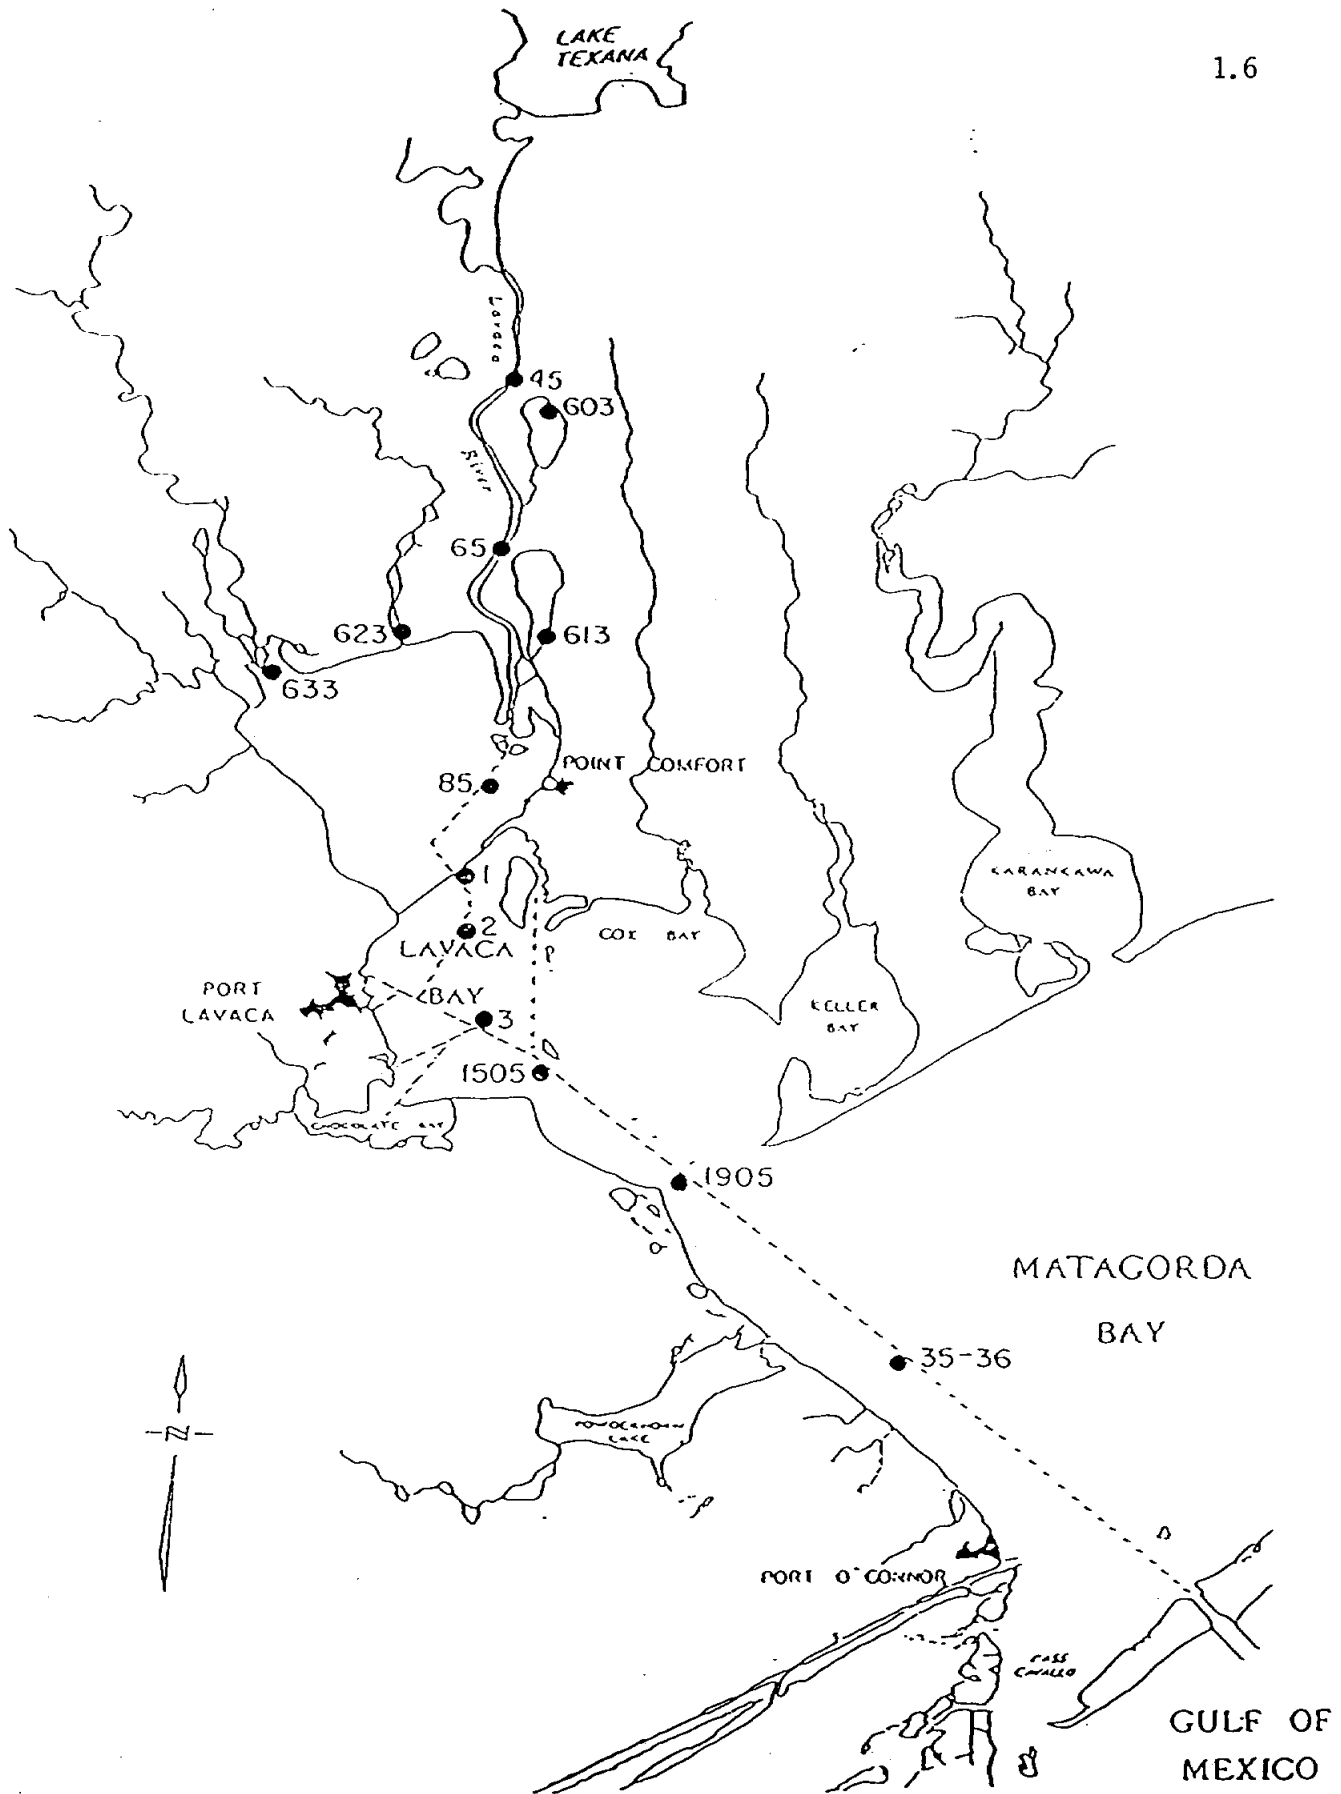 1.6
LAKE
TEXANA
Lavaca
45
603
River
65
623
613
633
POINT COMFORT
85
1
KARANKAWA
BAY
2
COX BAY
LAVACA
PORT
LAVACA
BAY
3
KELLER
BAY
1505
CHOCOLATE BAY
1905
MATAGORDA
BAY
35-36
N
LAKE
PORT O'CONNOR
PASS
CAVALLO
GULF OF
MEXICO